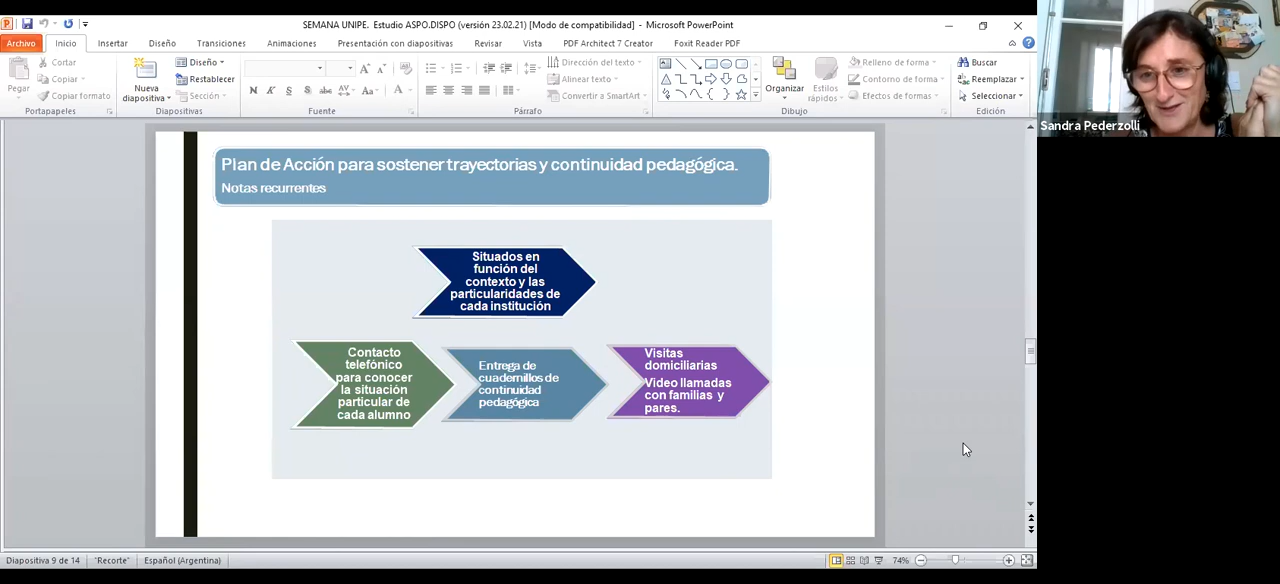 SEMANA UNIPE. Estudio ASPO.DISPO (versión 23.02.21) [Modo de compatibilidad] - Microsoft PowerPoint
Archivo Inicio Insertar Diseño Transiciones Animaciones Presentación con diapositivas Revisar Vista PDF Architect 7 Creator Foxit Reader PDF
Pegar
Cortar
Copiar
Copiar formato
Portapapeles
Nueva
diapositiva
Diseño
Restablecer
Sección
Diapositivas
N K S S abc AV Aa A
Fuente
Dirección del texto
Alinear texto
Convertir a SmartArt
Párrafo
Organizar
Estilos
rápidos
Relleno de forma
Contorno de forma
Efectos de formas
Dibujo
Buscar
Reemplazar
Seleccionar
Edición
Sandra Pederzolli
Plan de Acción para sostener trayectorias y continuidad pedagógica.
Notas recurrentes
Situados en
función del
contexto y las
particularidades de
cada institución
Contacto
telefónico
para conocer
la situación
particular de
cada alumno
Entrega de
cuadernillos de
continuidad
pedagógica
Visitas
domiciliarias
Video llamadas
con familias y
pares.
Diapositiva 9 de 14 "Recorte" Español (Argentina) 74%